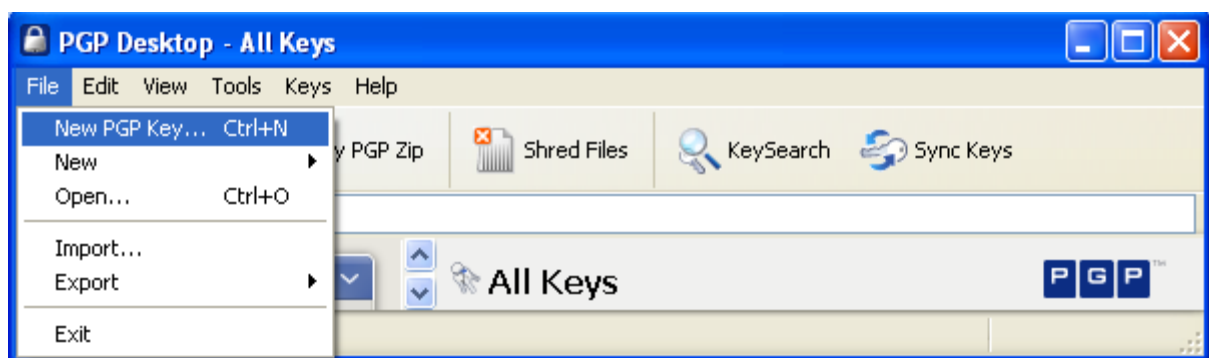 PGP Desktop - All Keys
File Edit View Tools Keys Help
New PGP Key... Ctrl+N
New
Open... Ctrl+O
Import...
Export
Exit
PGP Zip Shred Files KeySearch Sync Keys
All Keys PGP™